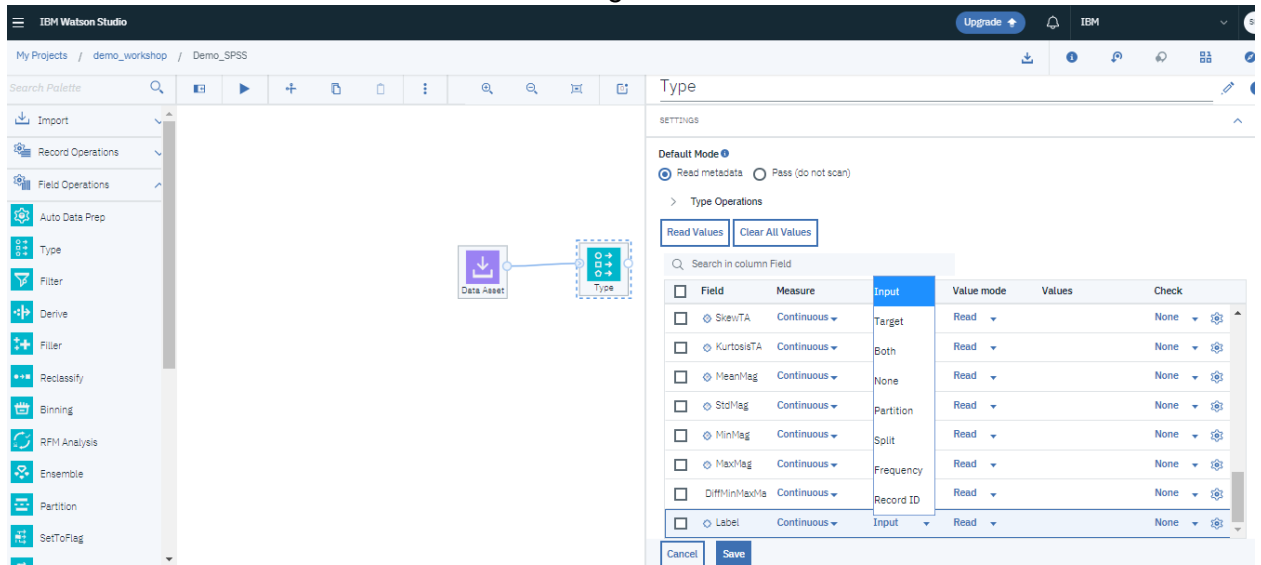 IBM Watson Studio
Upgrade
IBM
My Projects / demo_workshop / Demo_SPSS
Search Palette
Import
Record Operations
Field Operations
Auto Data Prep
Type
Filter
Derive
Filler
Reclassify
Binning
RFM Analysis
Ensemble
Partition
SetToFlag
Data Asset
Type
Type
SETTINGS
Default Mode
Read metadata Pass (do not scan)
Type Operations
Read Values Clear All Values
Search in column Field
Field Measure Value mode Values Check
SkewTA Continuous Read None
KurtosisTA Continuous Read None
MeanMag Continuous Read None
StdMag Continuous Read None
MinMag Continuous Read None
MaxMag Continuous Read None
DiffMinMaxMa Continuous Read None
Label Continuous Input Read None
Input
Target
Both
None
Partition
Split
Frequency
Record ID
Cancel Save